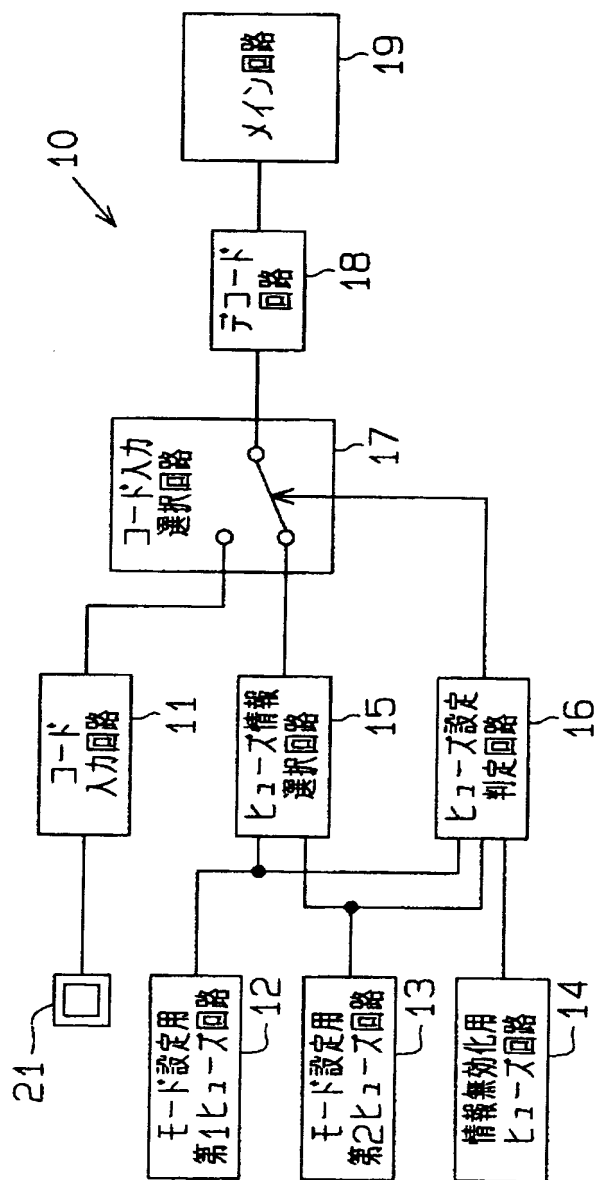 10
21
コード
入力回路
11
モード設定用
第1ヒューズ回路
12
モード設定用
第2ヒューズ回路
13
情報無効化用
ヒューズ回路
14
ヒューズ情報
選択回路
15
ヒューズ設定
判定回路
16
コード入力
選択回路
17
デコード
回路
18
メイン回路
19